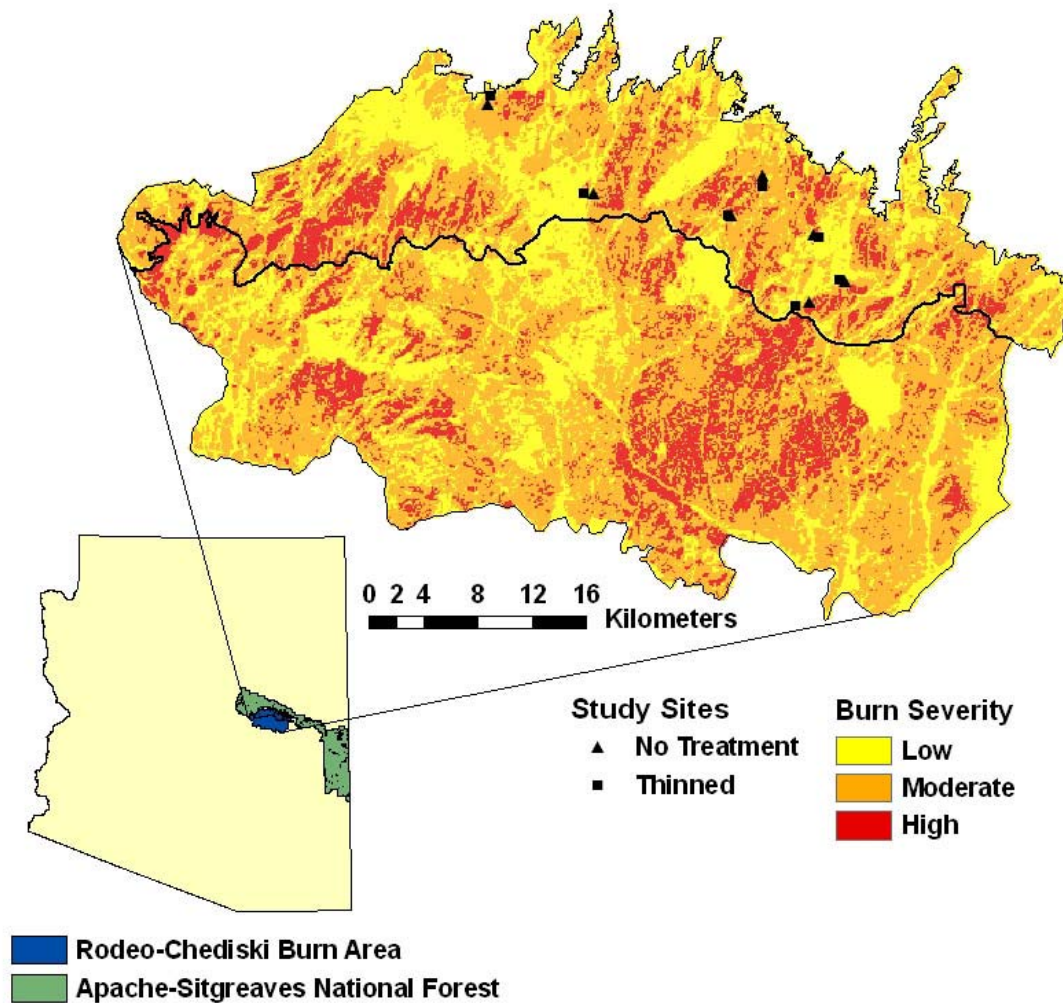 0 2 4 8 12 16
Kilometers
Study Sites
No Treatment
Thinned
Burn Severity
Low
Moderate
High
Rodeo-Chediski Burn Area
Apache-Sitgreaves National Forest